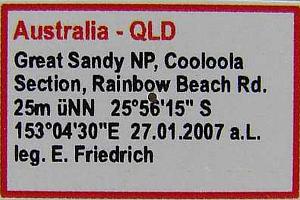 Australia - QLD
Great Sandy NP, Cooloola
Section, Rainbow Beach Rd.
25m üNN 25°56'15" S
153°04'30"E 27.01.2007 a.L.
leg. E. Friedrich